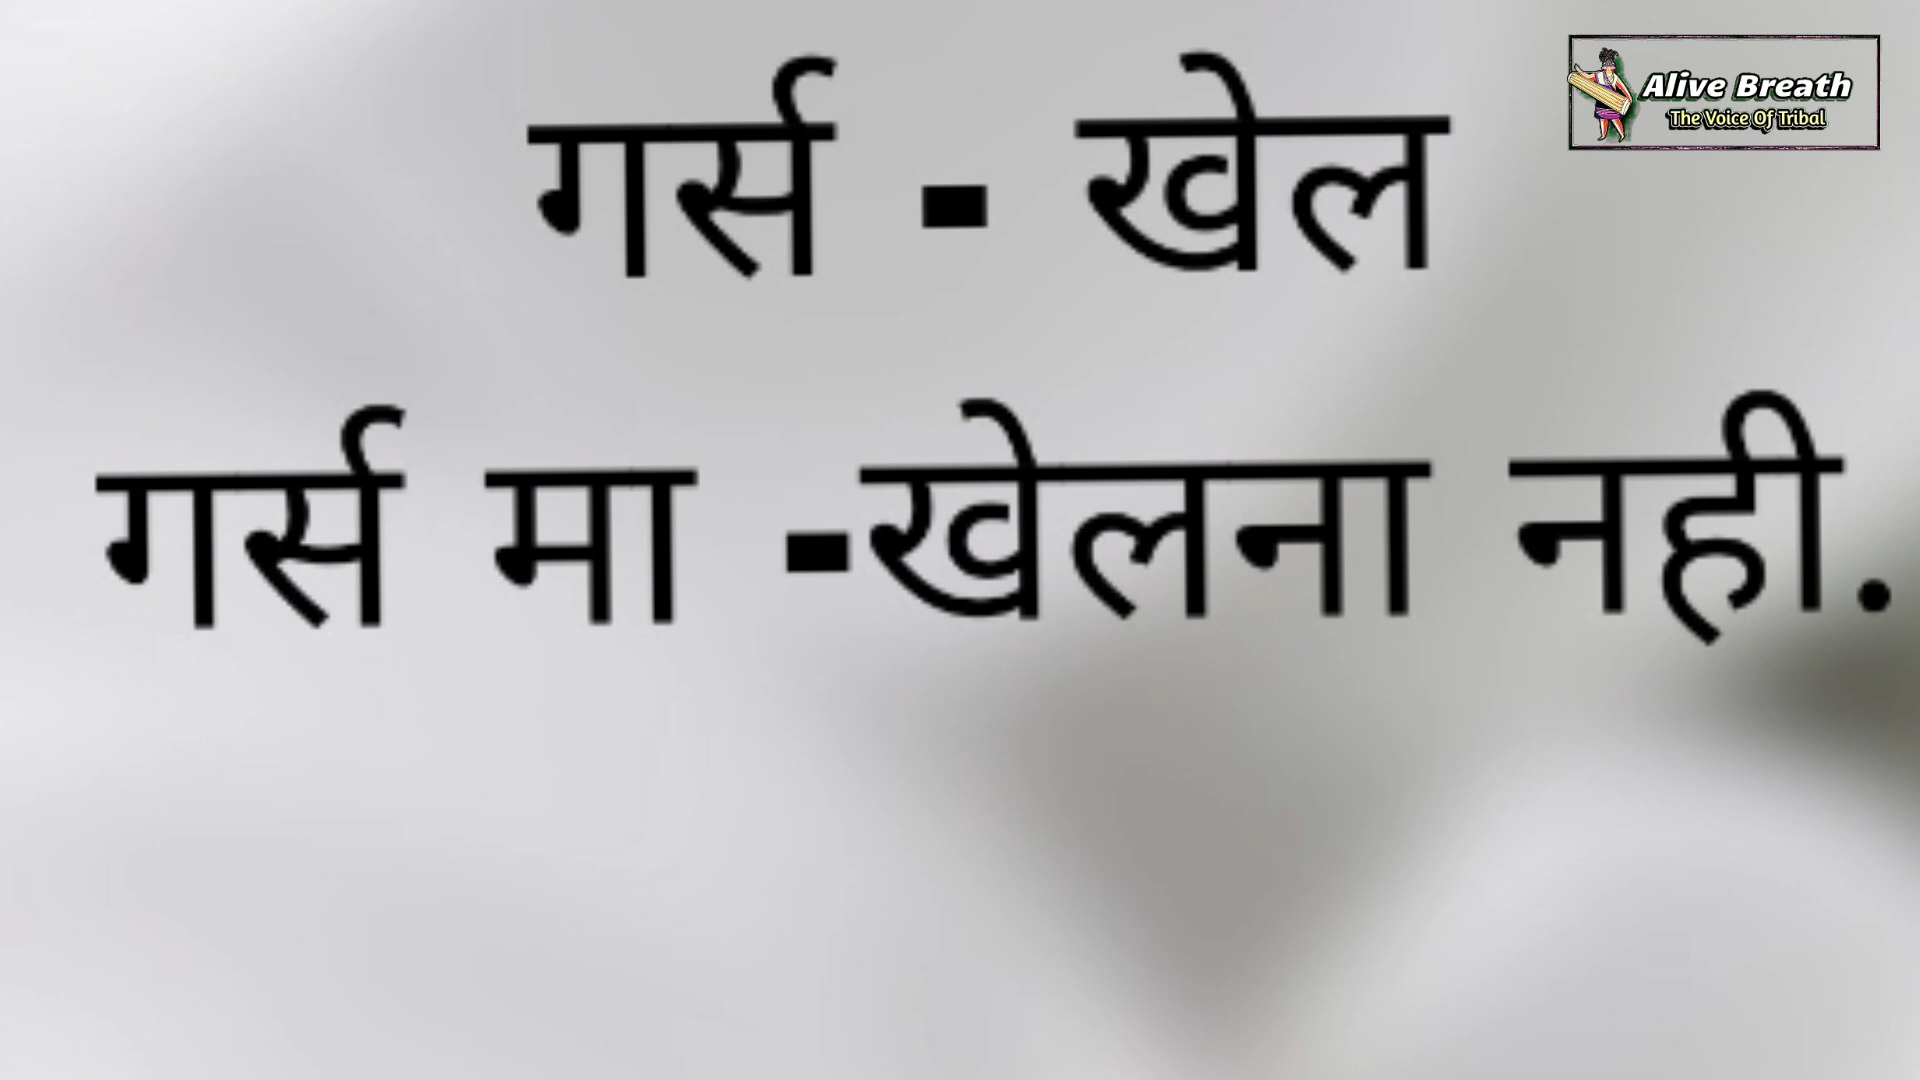 Alive Breath
The Voice Of Tribal
गर्स - खेल
गर्स मा -खेलना नही.